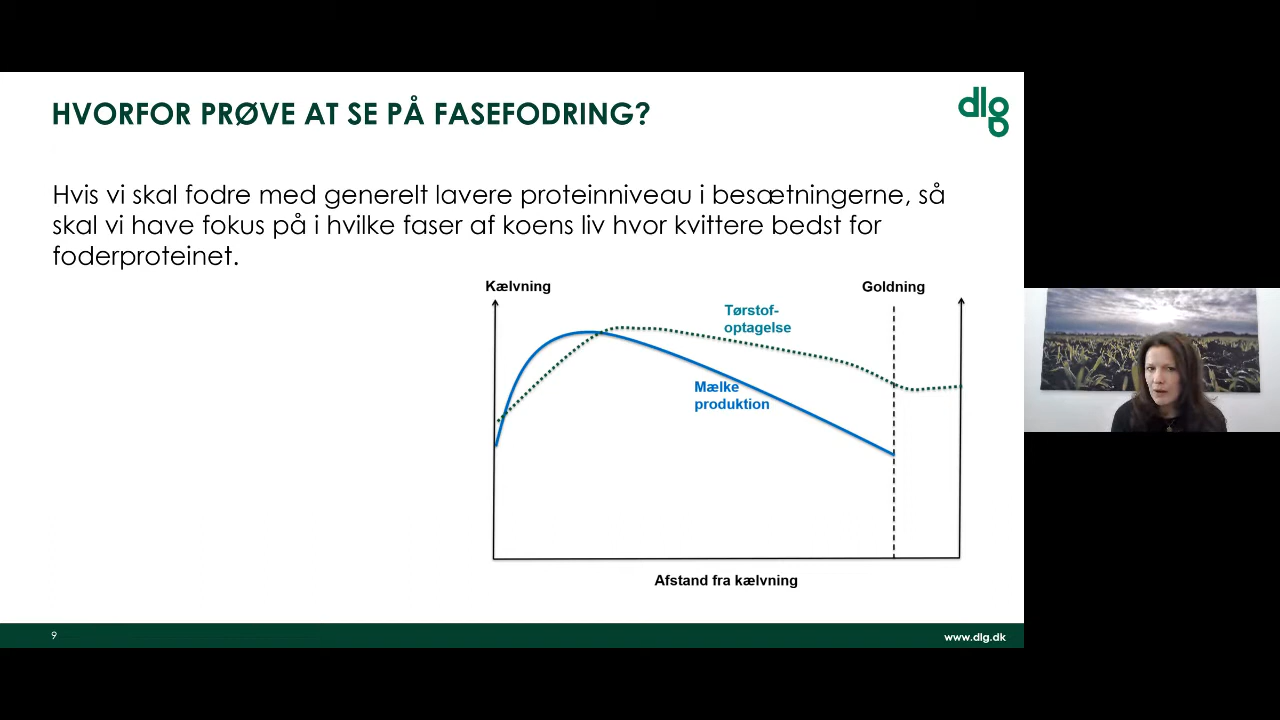 HVORFOR PRØVE AT SE PÅ FASEFODRING?
dlg
Hvis vi skal fodre med generelt lavere proteinniveau i besætningerne, så
skal vi have fokus på i hvilke faser af koens liv hvor kvittere bedst for
foderproteinet.
Kælvning
Goldning
Tørstof-
optagelse
Mælke
produktion
Afstand fra kælvning
9
www.dlg.dk